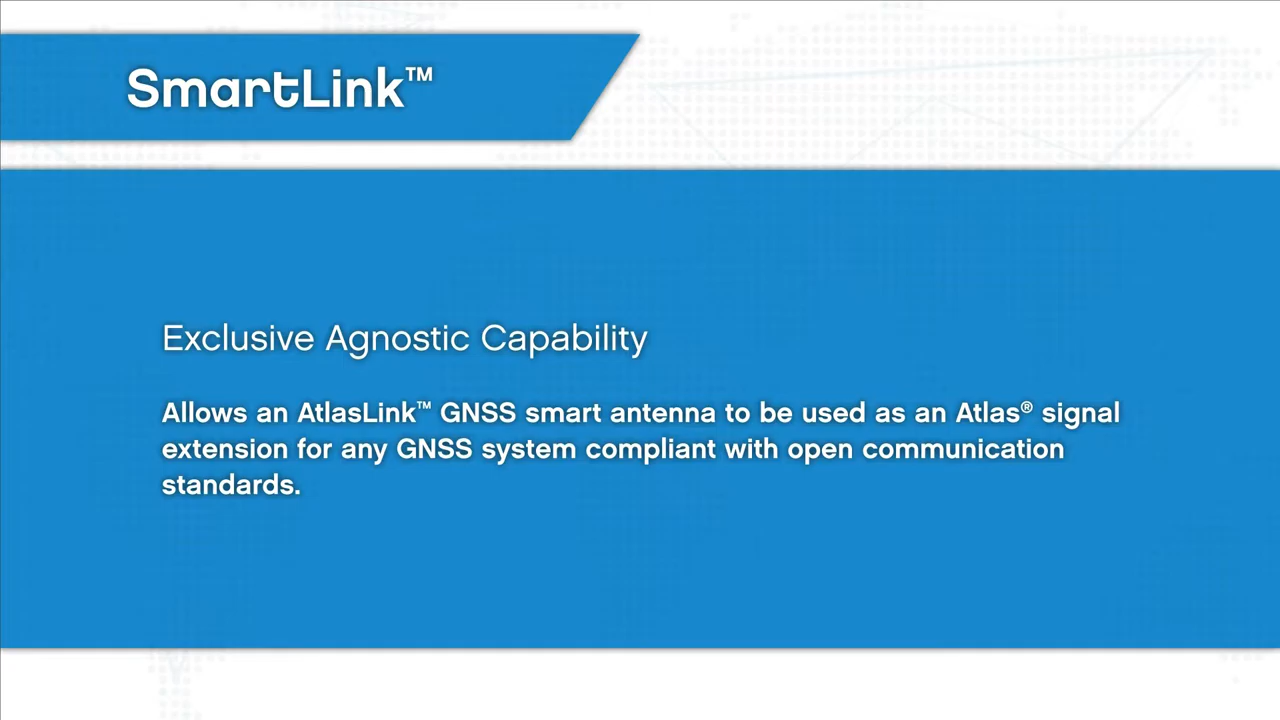 SmartLink™
Exclusive Agnostic Capability
Allows an AtlasLink™ GNSS smart antenna to be used as an Atlas® signal
extension for any GNSS system compliant with open communication
standards.